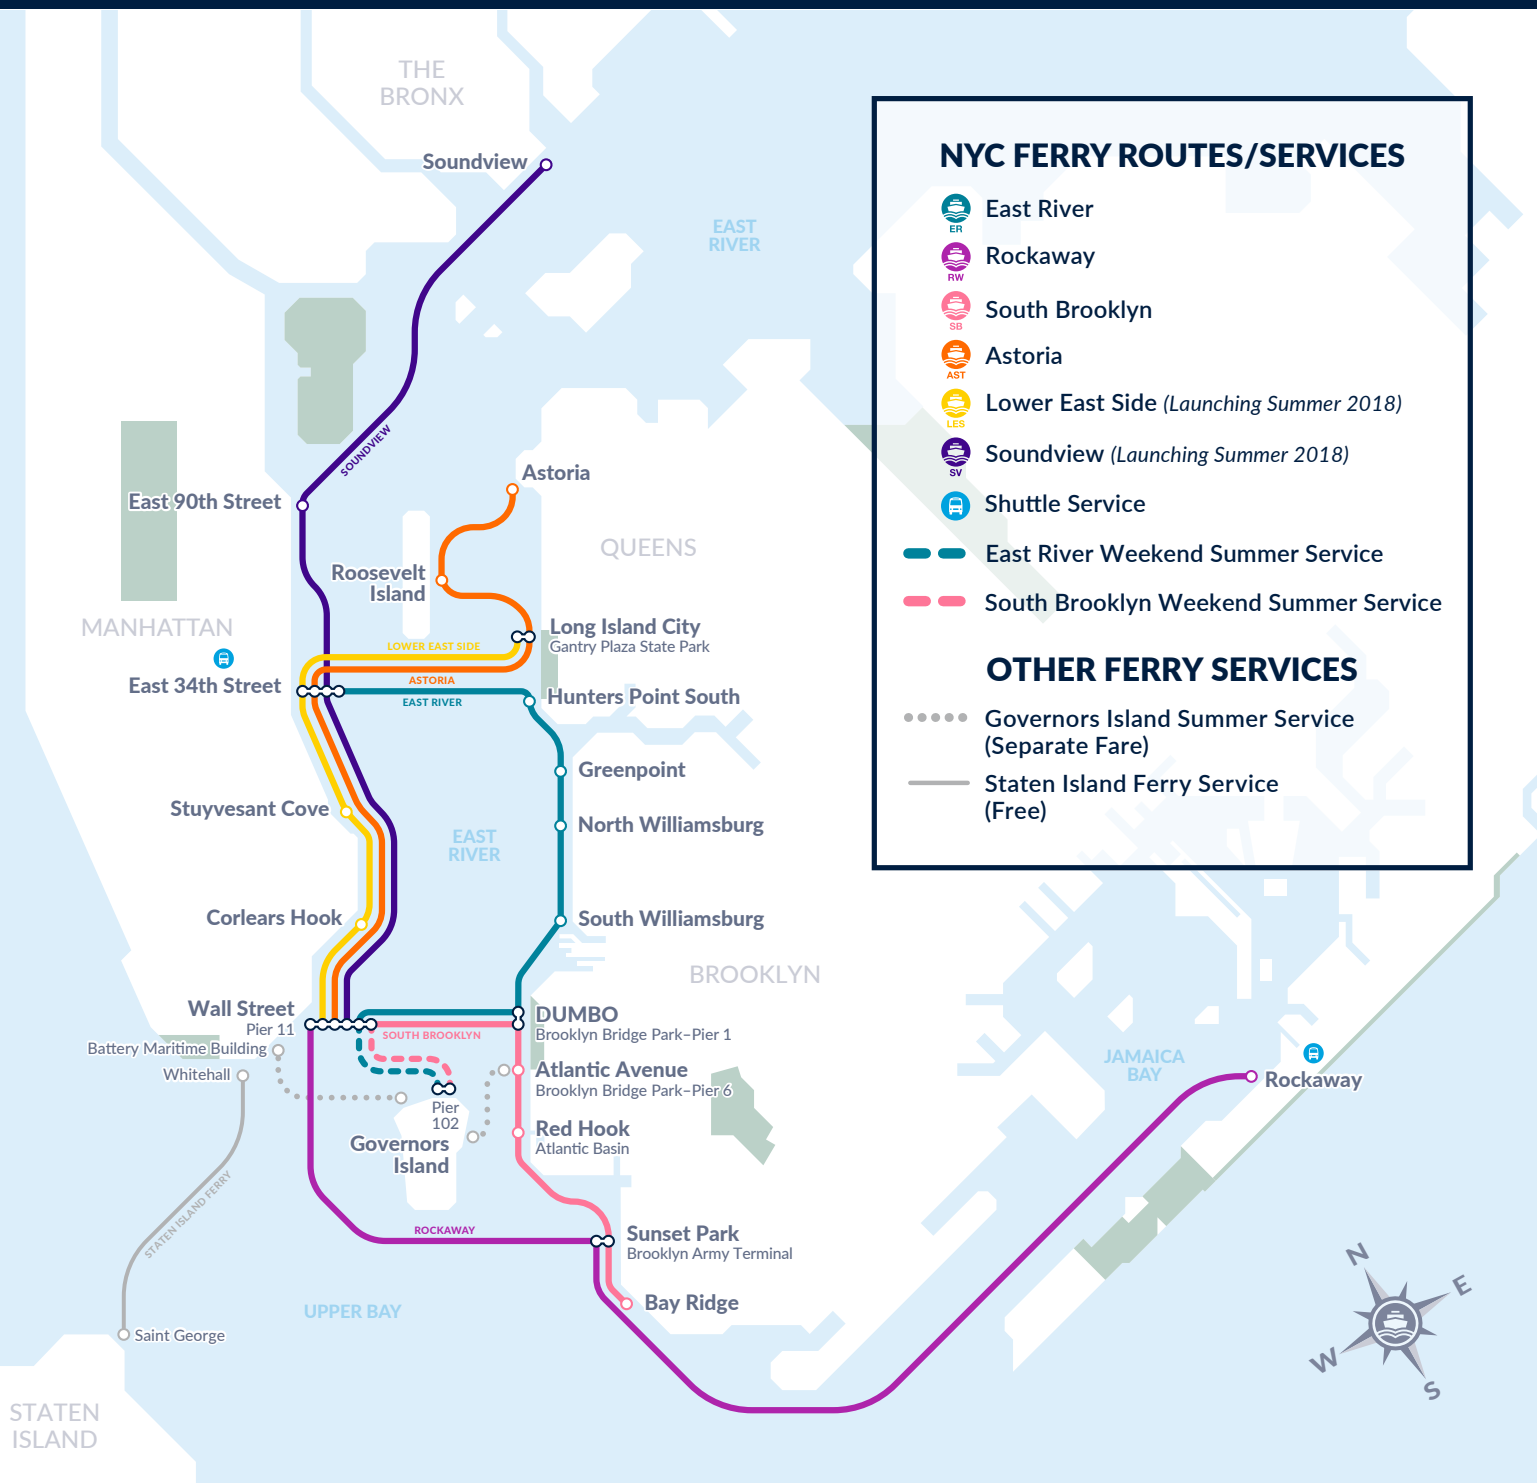 THE
BRONX
Soundview
EAST
RIVER
SOUNDVIEW
East 90th Street
Astoria
QUEENS
Roosevelt
Island
MANHATTAN
Long Island City
Gantry Plaza State Park
LOWER EAST SIDE
ASTORIA
East 34th Street
EAST RIVER
Hunters Point South
Greenpoint
Stuyvesant Cove
North Williamsburg
EAST
RIVER
Corlears Hook
South Williamsburg
BROOKLYN
Wall Street
Pier 11
DUMBO
Brooklyn Bridge Park–Pier 1
SOUTH BROOKLYN
Battery Maritime Building
Whitehall
Atlantic Avenue
Brooklyn Bridge Park–Pier 6
Pier
102
Governors
Island
Red Hook
Atlantic Basin
STATEN ISLAND FERRY
ROCKAWAY
Sunset Park
Brooklyn Army Terminal
Bay Ridge
UPPER BAY
Saint George
STATEN
ISLAND
JAMAICA
BAY
Rockaway
NYC FERRY ROUTES/SERVICES
ER
East River
RW
Rockaway
SB
South Brooklyn
AST
Astoria
LES
Lower East Side (Launching Summer 2018)
SV
Soundview (Launching Summer 2018)
Shuttle Service
East River Weekend Summer Service
South Brooklyn Weekend Summer Service
OTHER FERRY SERVICES
Governors Island Summer Service
(Separate Fare)
Staten Island Ferry Service
(Free)
N
E
W
S